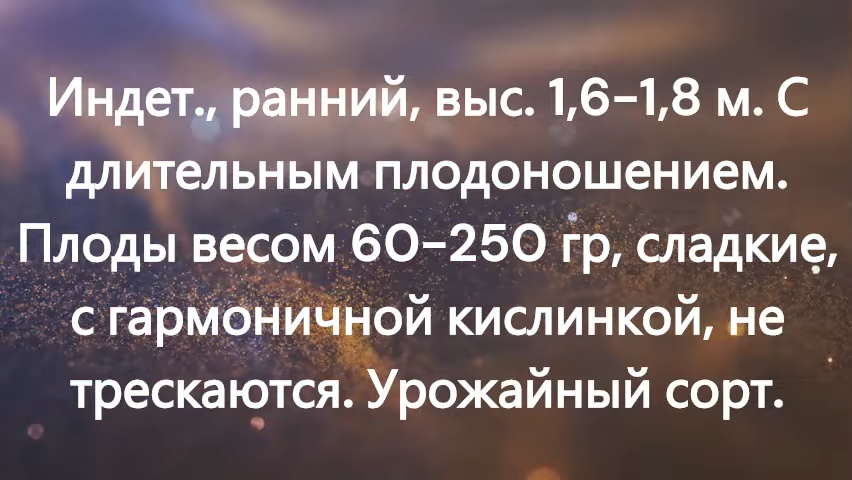 Индет., ранний, выс. 1,6-1,8 м. С
длительным плодоношением.
Плоды весом 60-250 гр, сладкие,
с гармоничной кислинкой, не
трескаются. Урожайный сорт.